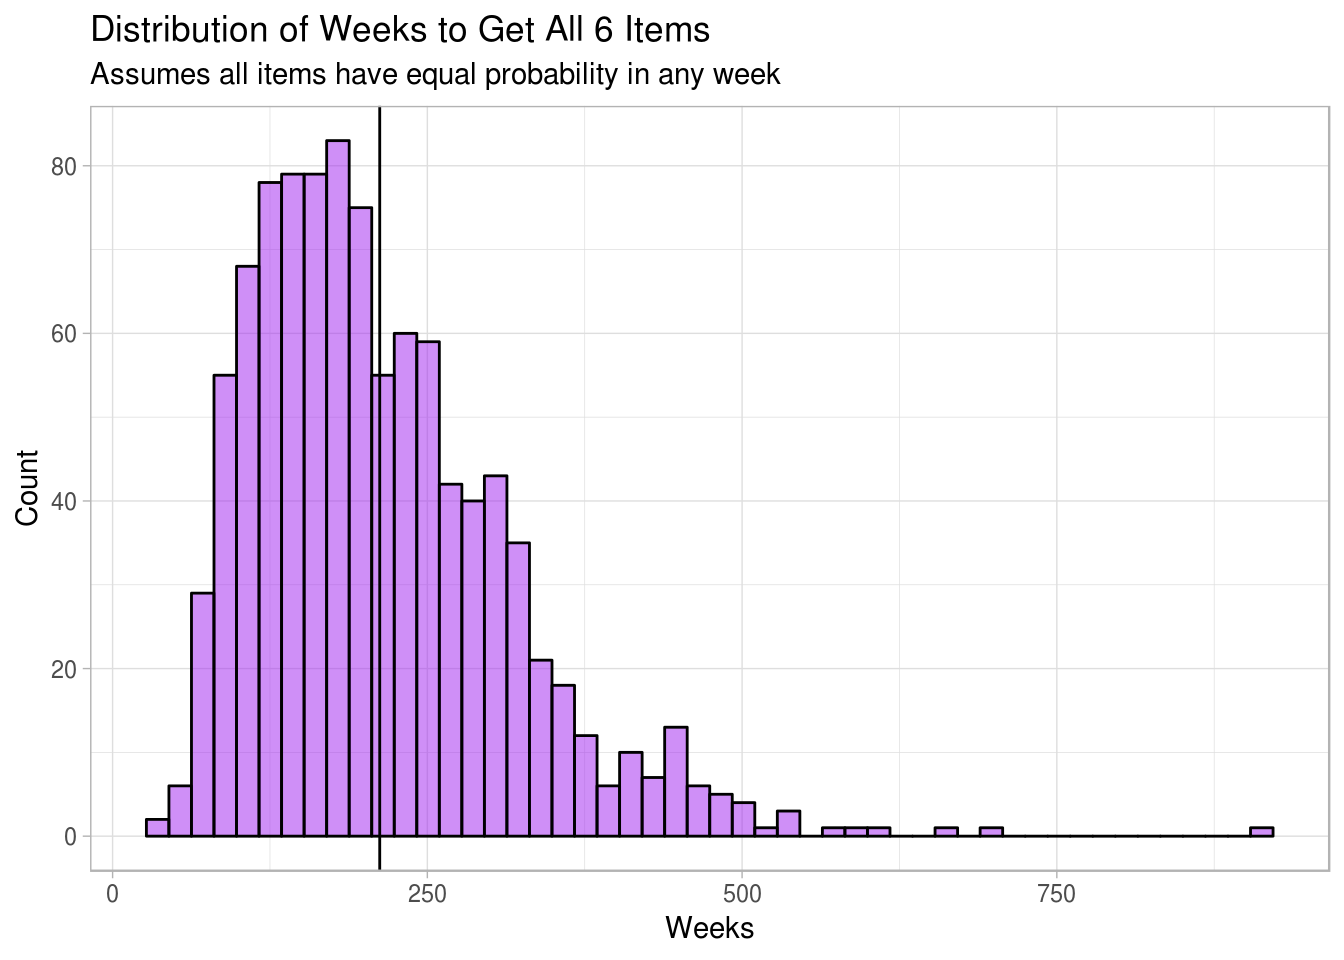 Distribution of Weeks to Get All 6 Items
Assumes all items have equal probability in any week
80
60
40
20
0
Count
0 250 500 750
Weeks